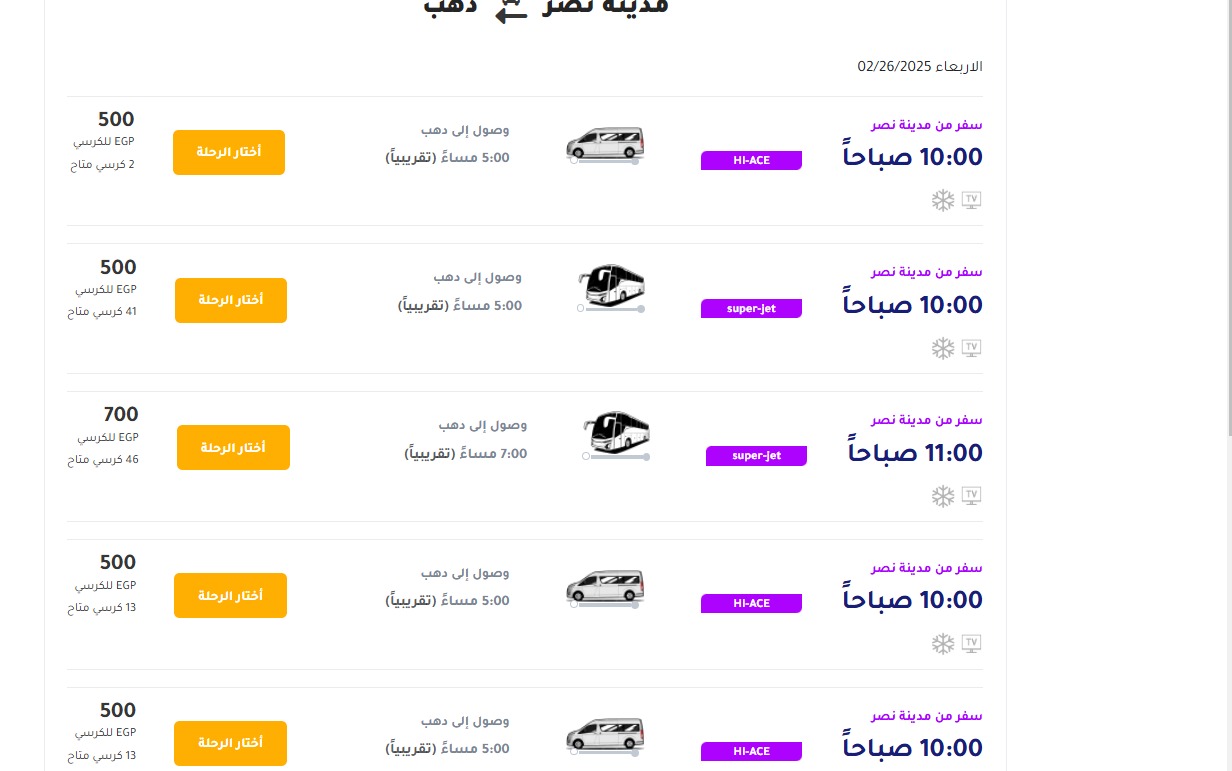 مدينة نصر دهب
الاربعاء 02/26/2025
سفر من مدينة نصر
10:00 صباحاً
TV
HI-ACE
وصول إلى دهب
5:00 مساءً (تقريبياً)
أختار الرحلة
500
EGP للكرسي
2 كرسي متاح
سفر من مدينة نصر
10:00 صباحاً
TV
super-jet
وصول إلى دهب
5:00 مساءً (تقريبياً)
أختار الرحلة
500
EGP للكرسي
41 كرسي متاح
سفر من مدينة نصر
11:00 صباحاً
TV
super-jet
وصول إلى دهب
7:00 مساءً (تقريبياً)
أختار الرحلة
700
EGP للكرسي
46 كرسي متاح
سفر من مدينة نصر
10:00 صباحاً
TV
HI-ACE
وصول إلى دهب
5:00 مساءً (تقريبياً)
أختار الرحلة
500
EGP للكرسي
13 كرسي متاح
سفر من مدينة نصر
10:00 صباحاً
HI-ACE
وصول إلى دهب
5:00 مساءً (تقريبياً)
أختار الرحلة
500
EGP للكرسي
13 كرسي متاح